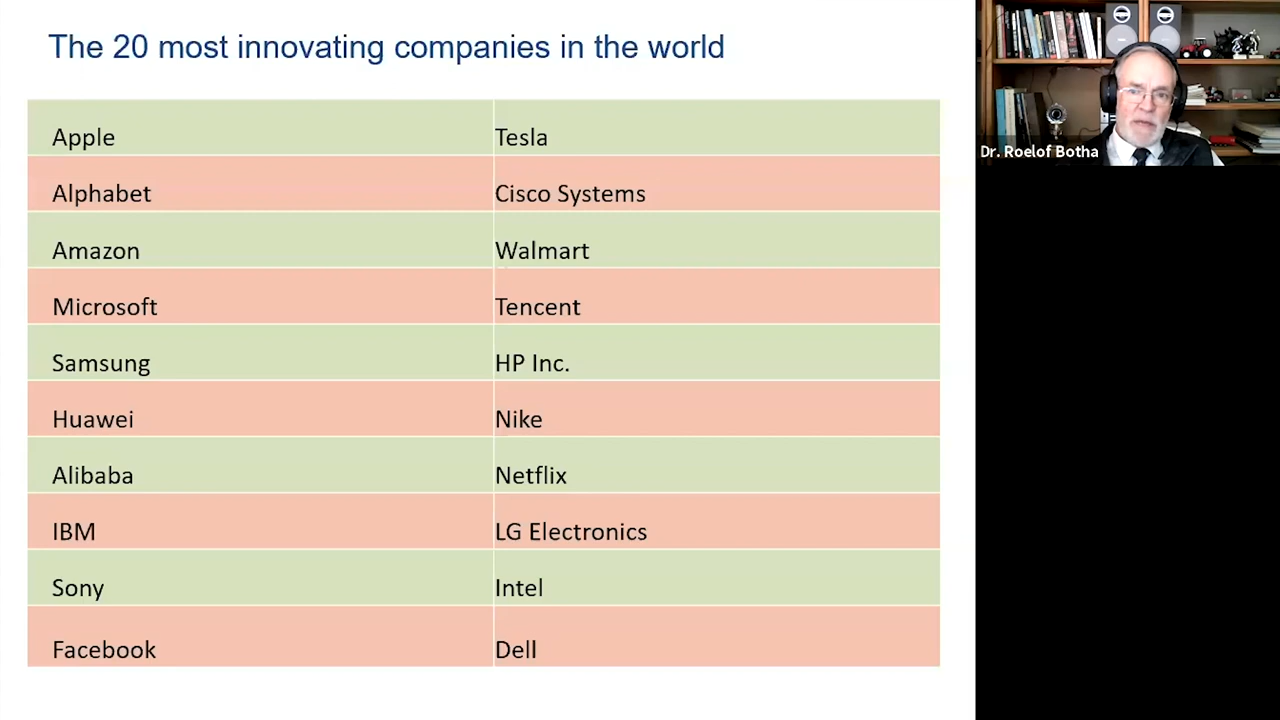 The 20 most innovating companies in the world
Apple
Tesla
Alphabet
Cisco Systems
Amazon
Walmart
Microsoft
Tencent
Samsung
HP Inc.
Huawei
Nike
Alibaba
Netflix
IBM
LG Electronics
Sony
Intel
Facebook
Dell
Dr. Roelof Botha